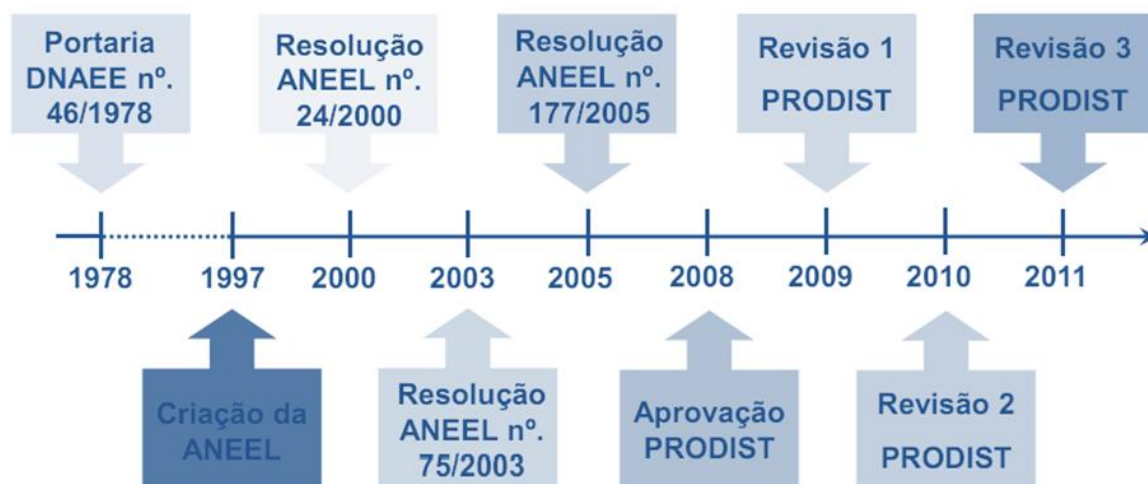 Portaria
DNAEE nº.
46/1978
Resolução
ANEEL nº.
24/2000
Resolução
ANEEL nº.
177/2005
Revisão 1
PRODIST
Revisão 3
PRODIST
1978
1997
2000
2003
2005
2008
2009
2010
2011
Criação da
ANEEL
Resolução
ANEEL nº.
75/2003
Aprovação
PRODIST
Revisão 2
PRODIST